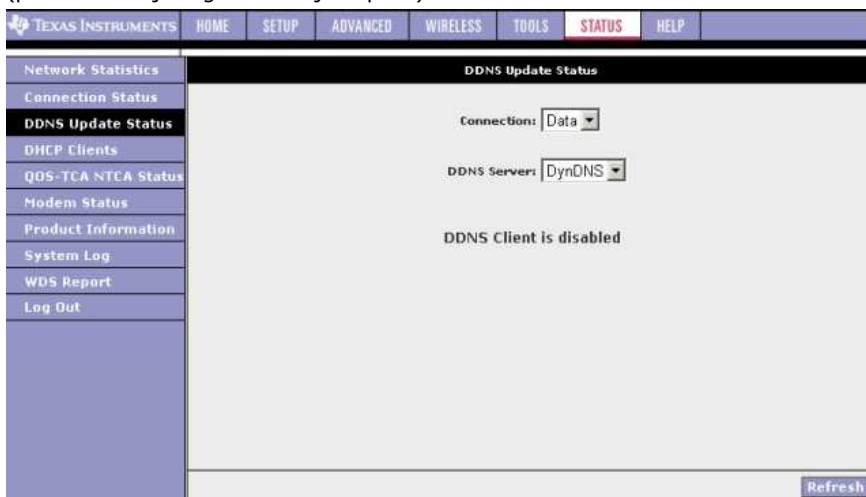 TEXAS INSTRUMENTS HOME SETUP ADVANCED WIRELESS TOOLS STATUS HELP
Network Statistics
Connection Status
DDNS Update Status
DHCP Clients
QOS-TCA NTCA Status
Modem Status
Product Information
System Log
WDS Report
Log Out
DDNS Update Status
Connection: Data
DDNS Server: DynDNS
DDNS Client is disabled
Refresh